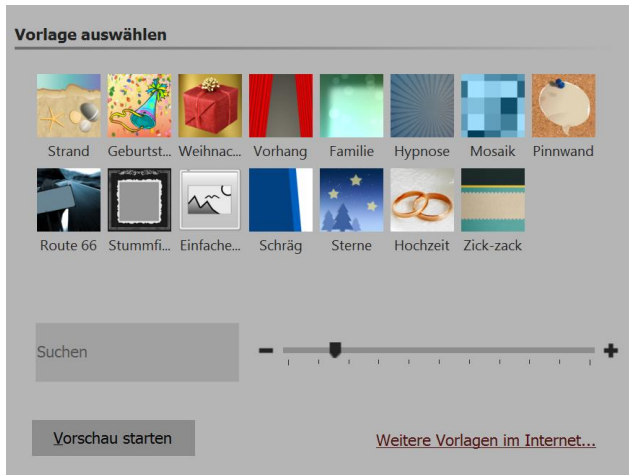 Vorlage auswählen
Strand Geburtst... Weihnac... Vorhang Familie Hypnose Mosaik Pinnwand
Route 66 Stummfi... Einfache... Schräg Sterne Hochzeit Zick-zack
Suchen
Vorschau starten Weitere Vorlagen im Internet...